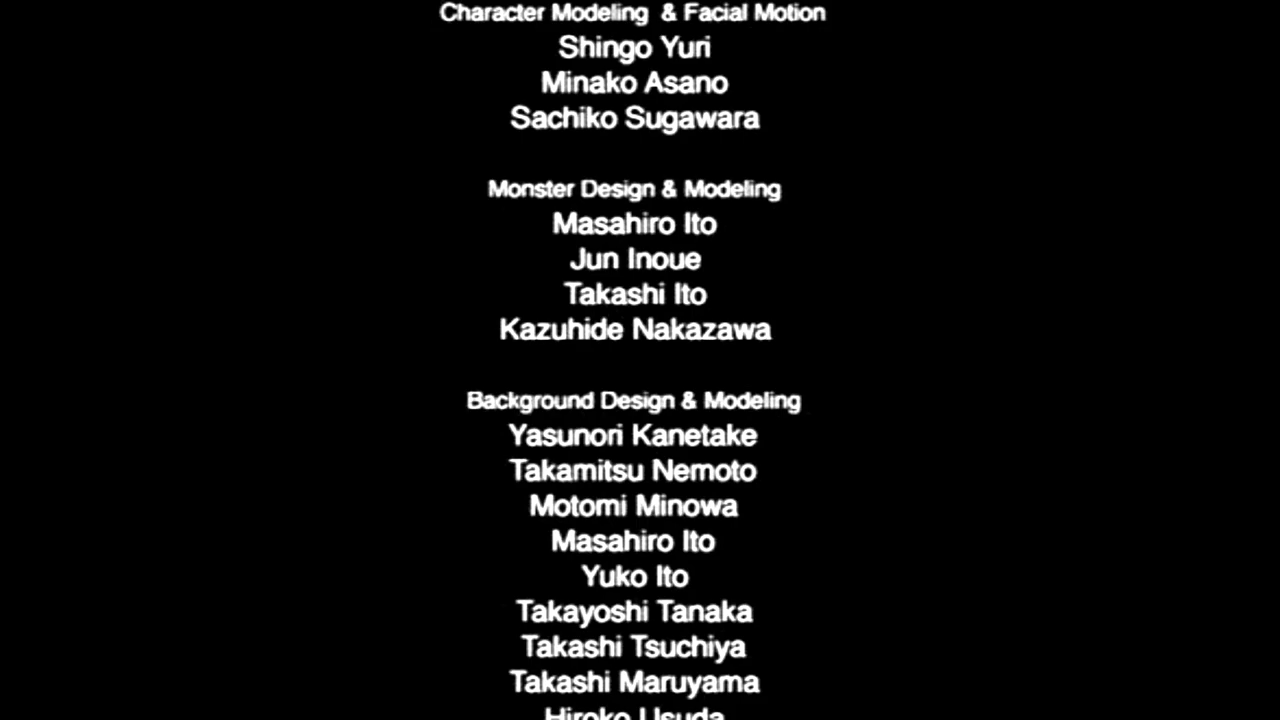 Character Modeling & Facial Motion
Shingo Yuri
Minako Asano
Sachiko Sugawara
Monster Design & Modeling
Masahiro Ito
Jun Inoue
Takashi Ito
Kazuhide Nakazawa
Background Design & Modeling
Yasunori Kanetake
Takamitsu Nemoto
Motomi Minowa
Masahiro Ito
Yuko Ito
Takayoshi Tanaka
Takashi Tsuchiya
Takashi Maruyama
Hiroko Usuda